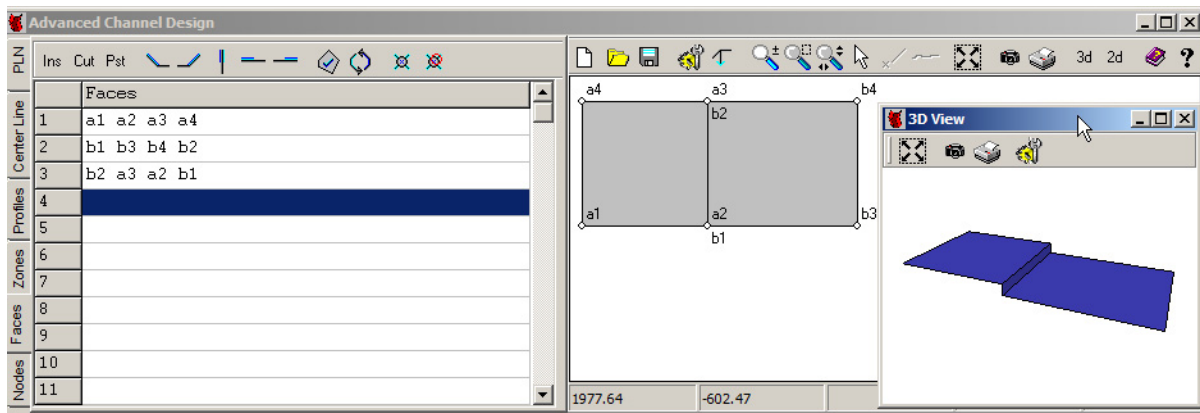 Advanced Channel Design
PLN
Center Line
Profiles
Zones
Faces
Nodes
Ins Cut Pst
3d 2d ?
Faces
1 a1 a2 a3 a4
2 b1 b3 b4 b2
3 b2 a3 a2 b1
4
5
6
7
8
9
10
11
a4 a3 b4
b2
a1 a2 b3
b1
3D View
1977.64 -602.47